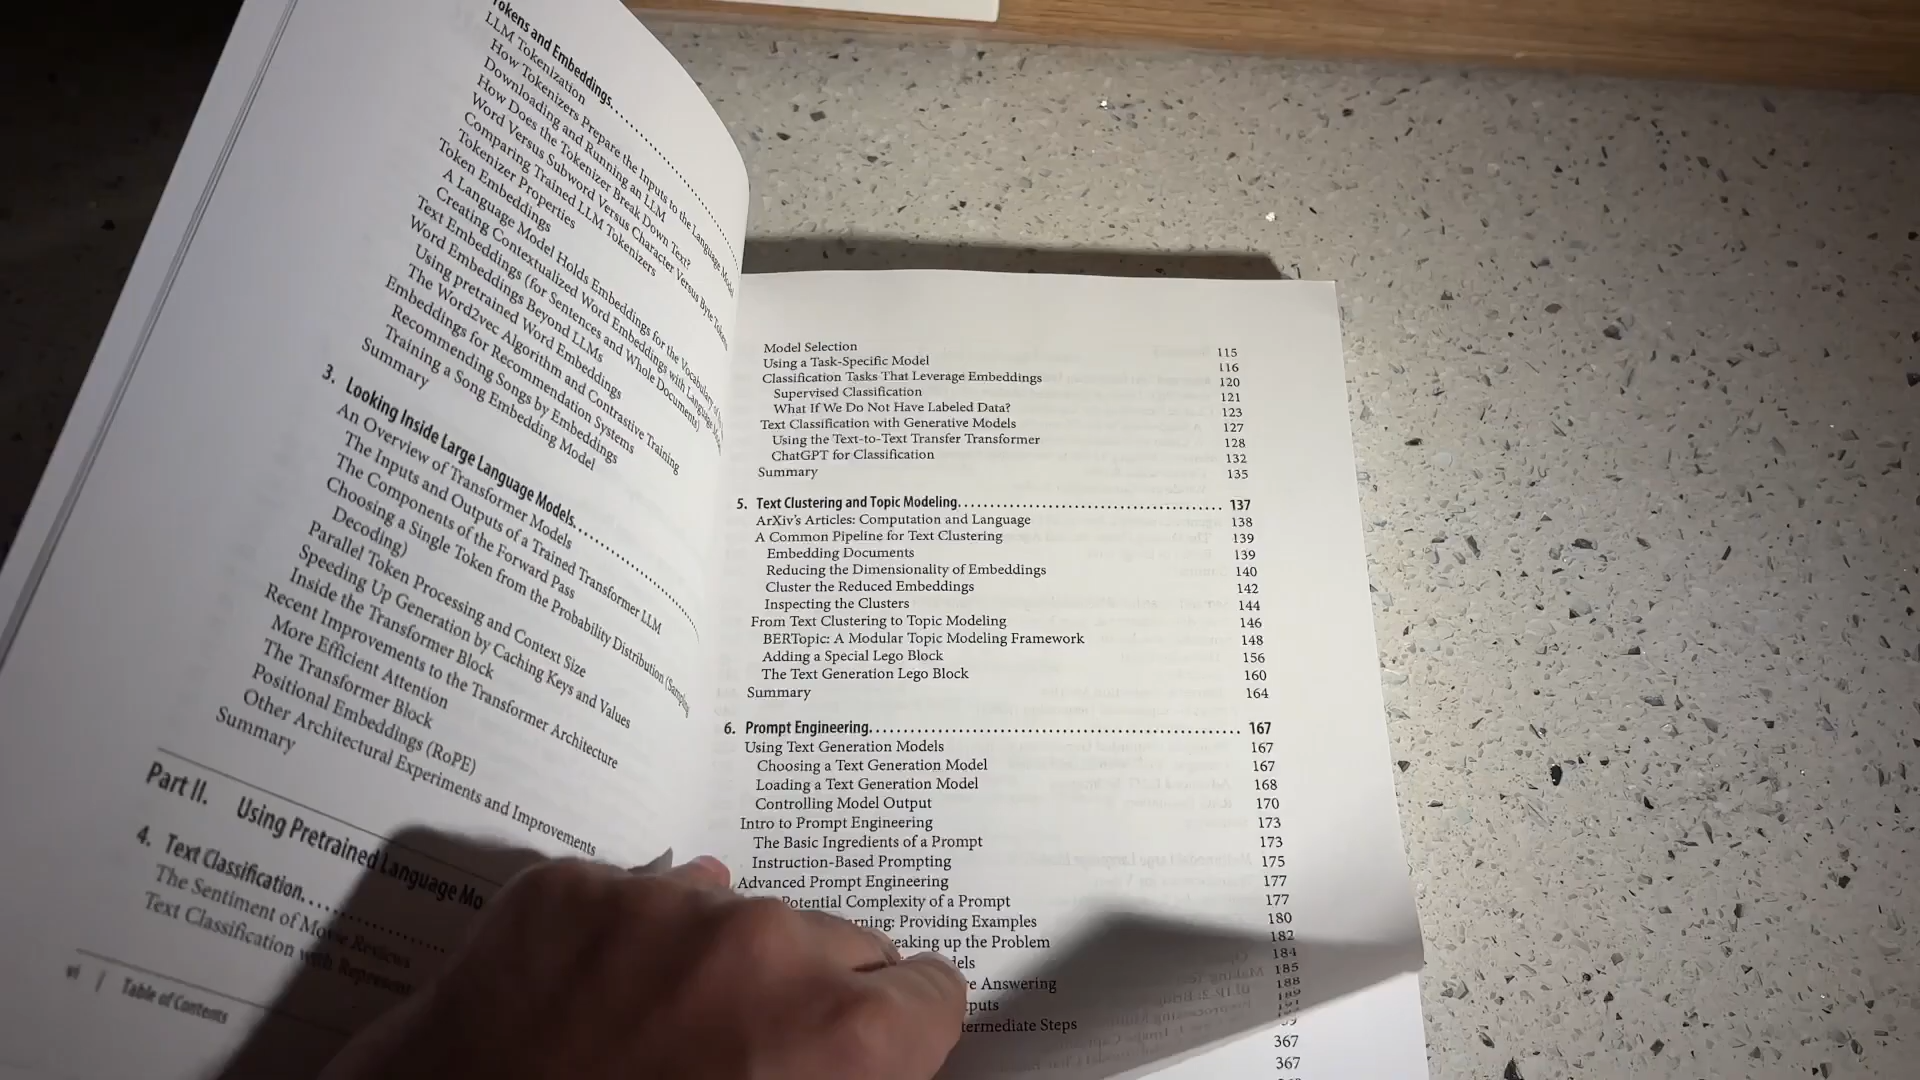 Tokens and Embeddings.
LLM Tokenization
How Tokenizers Prepare the Inputs to the Language Model
Downloading and Running an LLM
How Does the Tokenizer Break Down Text?
Word Versus Subword Versus Character Versus Byte Tokens
Comparing Trained LLM Tokenizers
Tokenizer Properties
Token Embeddings
A Language Model Holds Embeddings for the Vocabulary of
Creating Contextualized Word Embeddings with Language
Text Embeddings (for Sentences and Whole Documents)
Word Embeddings Beyond LLMs
Using pretrained Word Embeddings
The Word2vec Algorithm and Contrastive Training
Embeddings for Recommendation Systems
Recommending Songs by Embeddings
Training a Song Embedding Model
Summary
3. Looking Inside Large Language Models.
An Overview of Transformer Models
The Inputs and Outputs of a Trained Transformer LLM
The Components of the Forward Pass
Choosing a Single Token from the Probability Distribution (Sampling
Decoding)
Parallel Token Processing and Context Size
Speeding Up Generation by Caching Keys and Values
Inside the Transformer Block
Recent Improvements to the Transformer Architecture
More Efficient Attention
The Transformer Block
Positional Embeddings (RoPE)
Other Architectural Experiments and Improvements
Summary
Part II. Using Pretrained Language Mo
4. Text Classification.
The Sentiment of Movie Reviews
Text Classification with Represent
vi | Table of Contents
Model Selection 115
Using a Task-Specific Model 116
Classification Tasks That Leverage Embeddings 120
Supervised Classification 121
What If We Do Not Have Labeled Data? 123
Text Classification with Generative Models 127
Using the Text-to-Text Transfer Transformer 128
ChatGPT for Classification 132
Summary 135
5. Text Clustering and Topic Modeling. 137
ArXiv's Articles: Computation and Language 138
A Common Pipeline for Text Clustering 139
Embedding Documents 139
Reducing the Dimensionality of Embeddings 140
Cluster the Reduced Embeddings 142
Inspecting the Clusters 144
From Text Clustering to Topic Modeling 146
BERTopic: A Modular Topic Modeling Framework 148
Adding a Special Lego Block 156
The Text Generation Lego Block 160
Summary 164
6. Prompt Engineering. 167
Using Text Generation Models 167
Choosing a Text Generation Model 167
Loading a Text Generation Model 168
Controlling Model Output 170
Intro to Prompt Engineering 173
The Basic Ingredients of a Prompt 173
Instruction-Based Prompting 175
Advanced Prompt Engineering 177
Potential Complexity of a Prompt 177
rning: Providing Examples 180
eaking up the Problem 182
dels 184
185
re Answering 188
tputs 189
termediate Steps
367
367